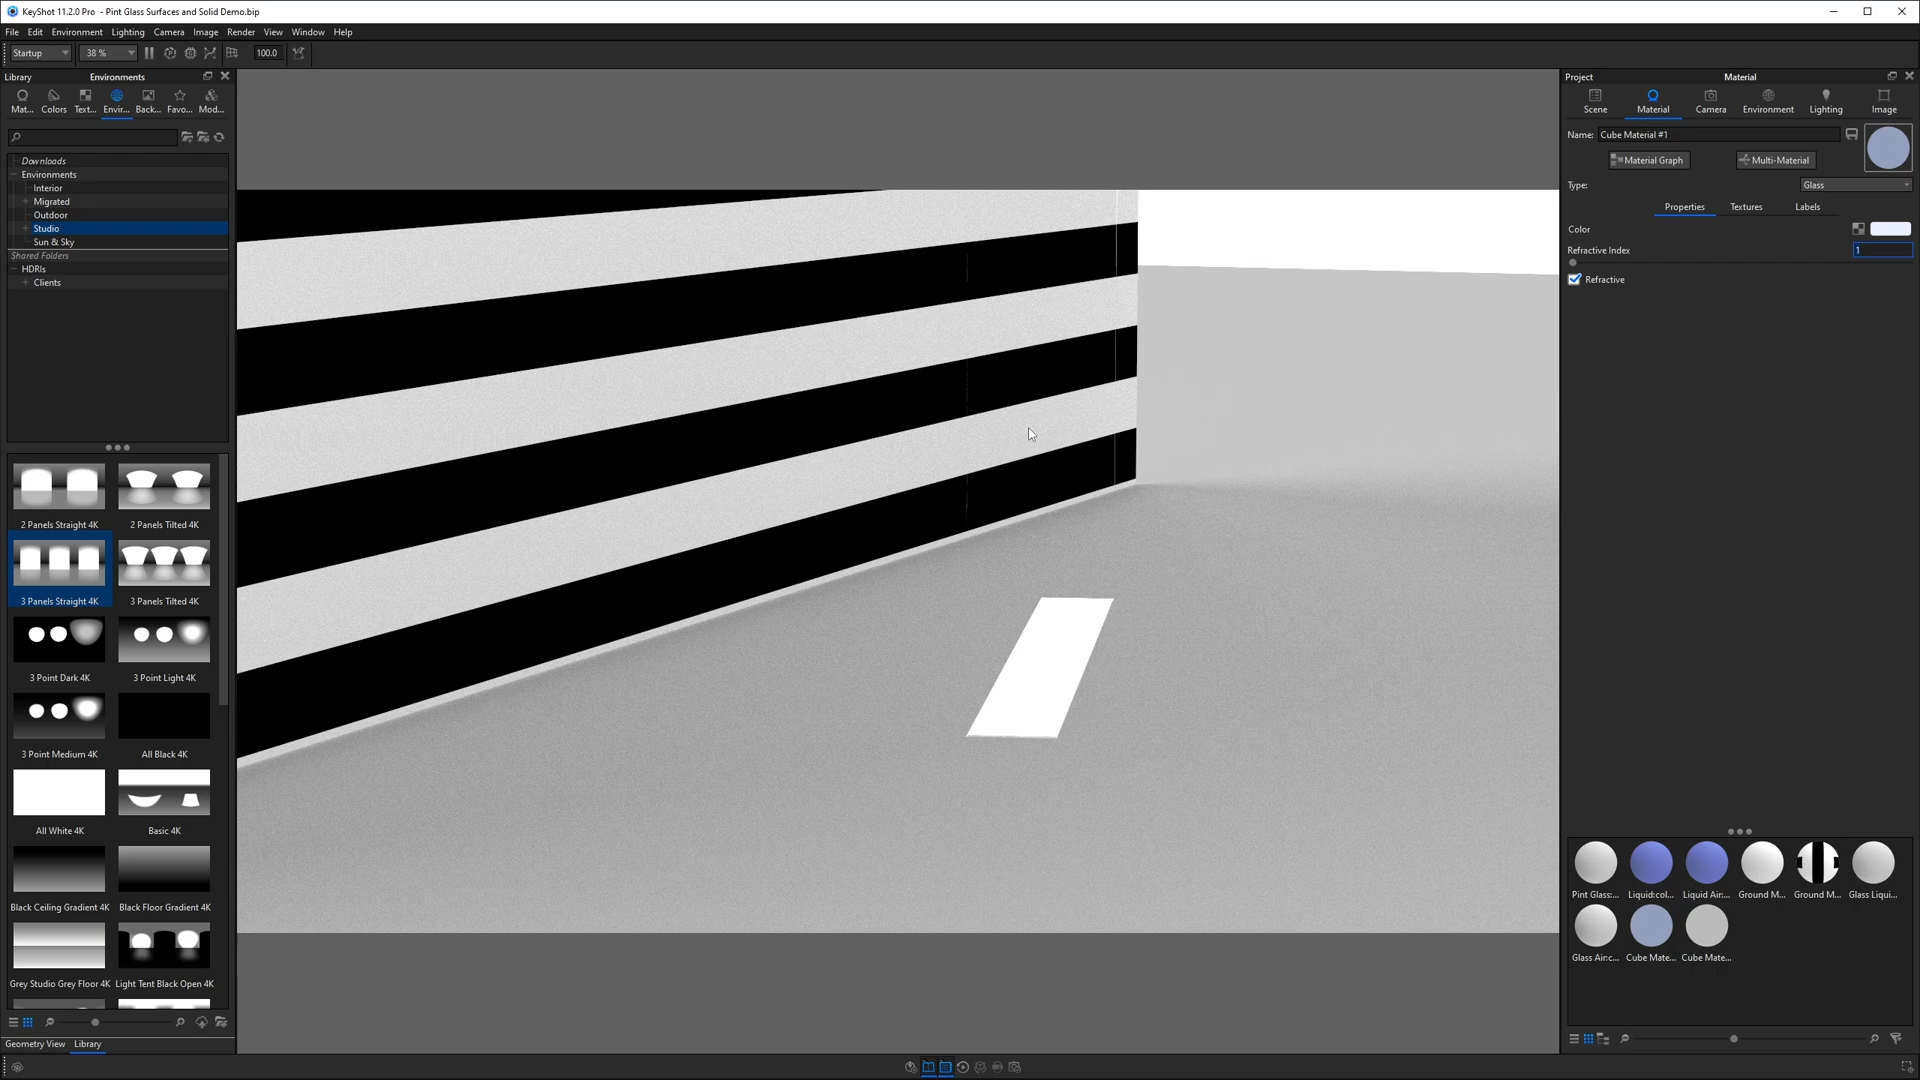 KeyShot 11.2.0 Pro - Pint Glass Surfaces and Solid Demo.bip
File Edit Environment Lighting Camera Image Render View Window Help
Startup 38 % 100.0
Library Environments
Mat... Colors Text... Envir... Back... Favo... Mod...
Downloads
Environments
Interior
Migrated
Outdoor
Studio
Sun & Sky
Shared Folders
HDRIs
Clients
2 Panels Straight 4K 2 Panels Tilted 4K
3 Panels Straight 4K 3 Panels Tilted 4K
3 Point Dark 4K 3 Point Light 4K
3 Point Medium 4K All Black 4K
All White 4K Basic 4K
Black Ceiling Gradient 4K Black Floor Gradient 4K
Grey Studio Grey Floor 4K Light Tent Black Open 4K
Geometry View Library
Project Material
Scene Material Camera Environment Lighting Image
Name: Cube Material #1
Material Graph Multi-Material
Type: Glass
Properties Textures Labels
Color
Refractive Index 1
Refractive
Pint Glass:... Liquid:col... Liquid Air:... Ground M... Ground M... Glass Liqui...
Glass Air:c... Cube Mate... Cube Mate...